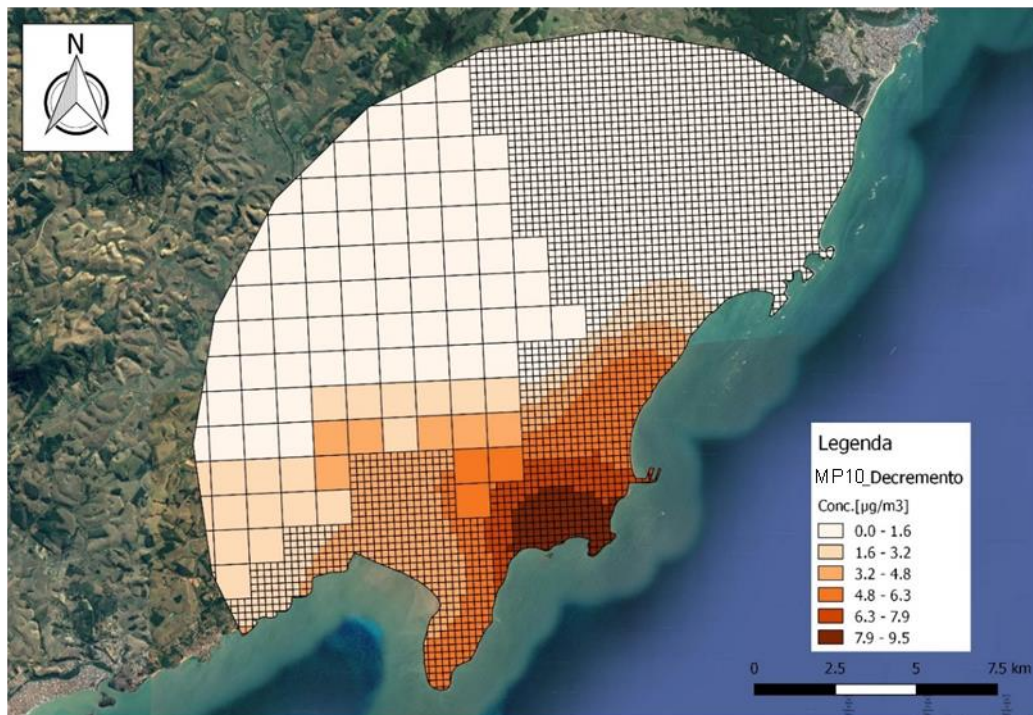 N
Legenda
MP10_Decremento
Conc.[µg/m3]
0.0 - 1.6
1.6 - 3.2
3.2 - 4.8
4.8 - 6.3
6.3 - 7.9
7.9 - 9.5
0 2.5 5 7.5 km